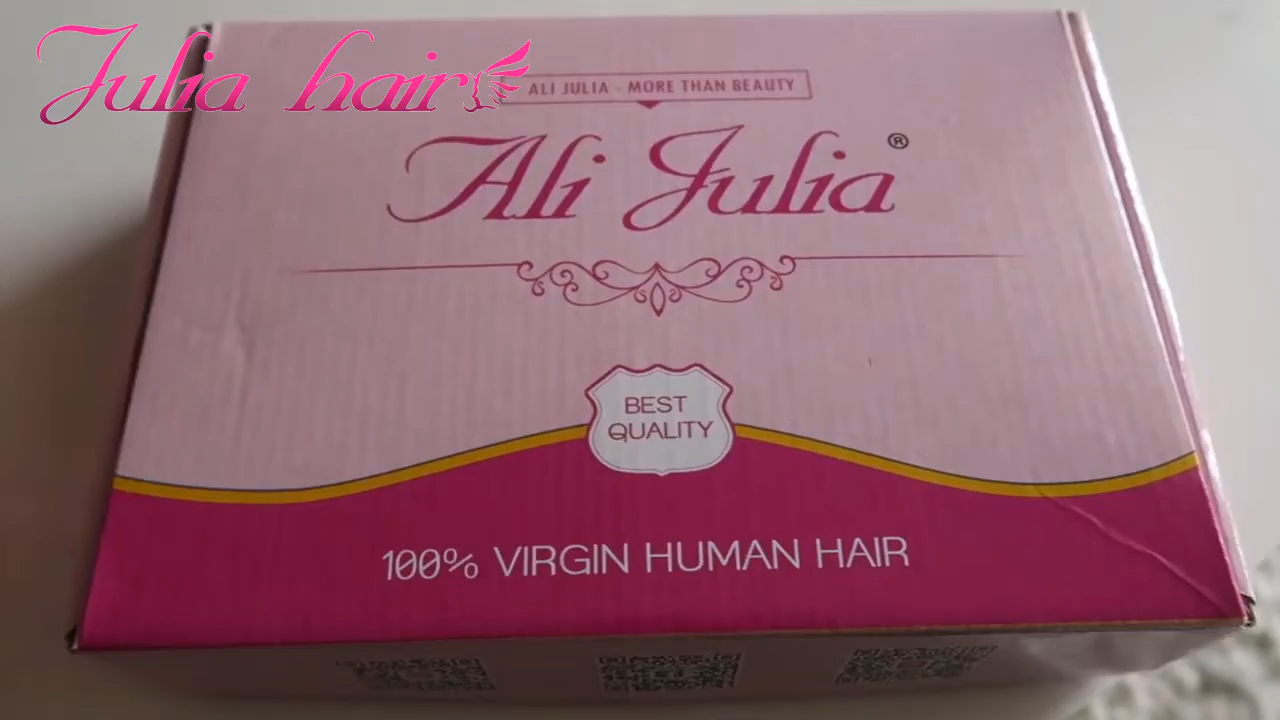 Julia hair
ALI JULIA - MORE THAN BEAUTY
Ali Julia®
BEST
QUALITY
100% VIRGIN HUMAN HAIR